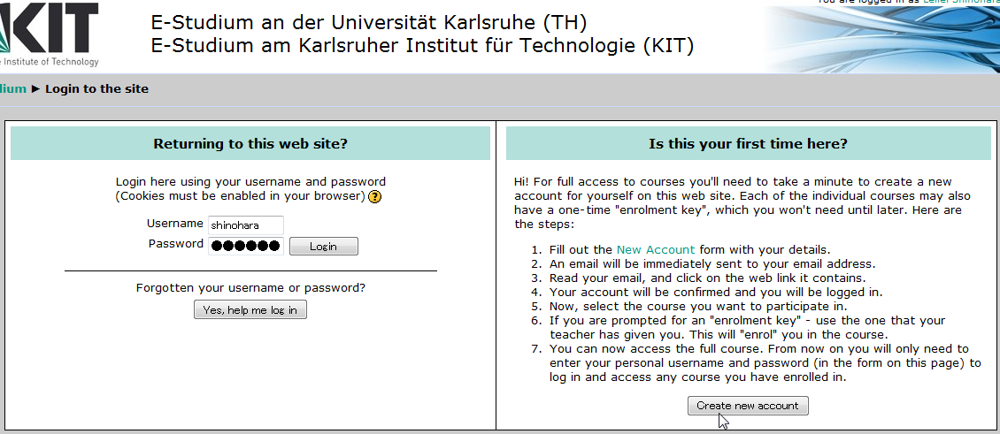 You are logged in as
KIT
Institute of Technology
E-Studium an der Universität Karlsruhe (TH)
E-Studium am Karlsruher Institut für Technologie (KIT)
dium ► Login to the site
Returning to this web site?
Login here using your username and password
(Cookies must be enabled in your browser) ?
Username shinohara
Password ●●●●●● Login
Forgotten your username or password?
Yes, help me log in
Is this your first time here?
Hi! For full access to courses you'll need to take a minute to create a new
account for yourself on this web site. Each of the individual courses may also
have a one-time "enrolment key", which you won't need until later. Here are
the steps:
1. Fill out the New Account form with your details.
2. An email will be immediately sent to your email address.
3. Read your email, and click on the web link it contains.
4. Your account will be confirmed and you will be logged in.
5. Now, select the course you want to participate in.
6. If you are prompted for an "enrolment key" - use the one that your
teacher has given you. This will "enrol" you in the course.
7. You can now access the full course. From now on you will only need to
enter your personal username and password (in the form on this page) to
log in and access any course you have enrolled in.
Create new account